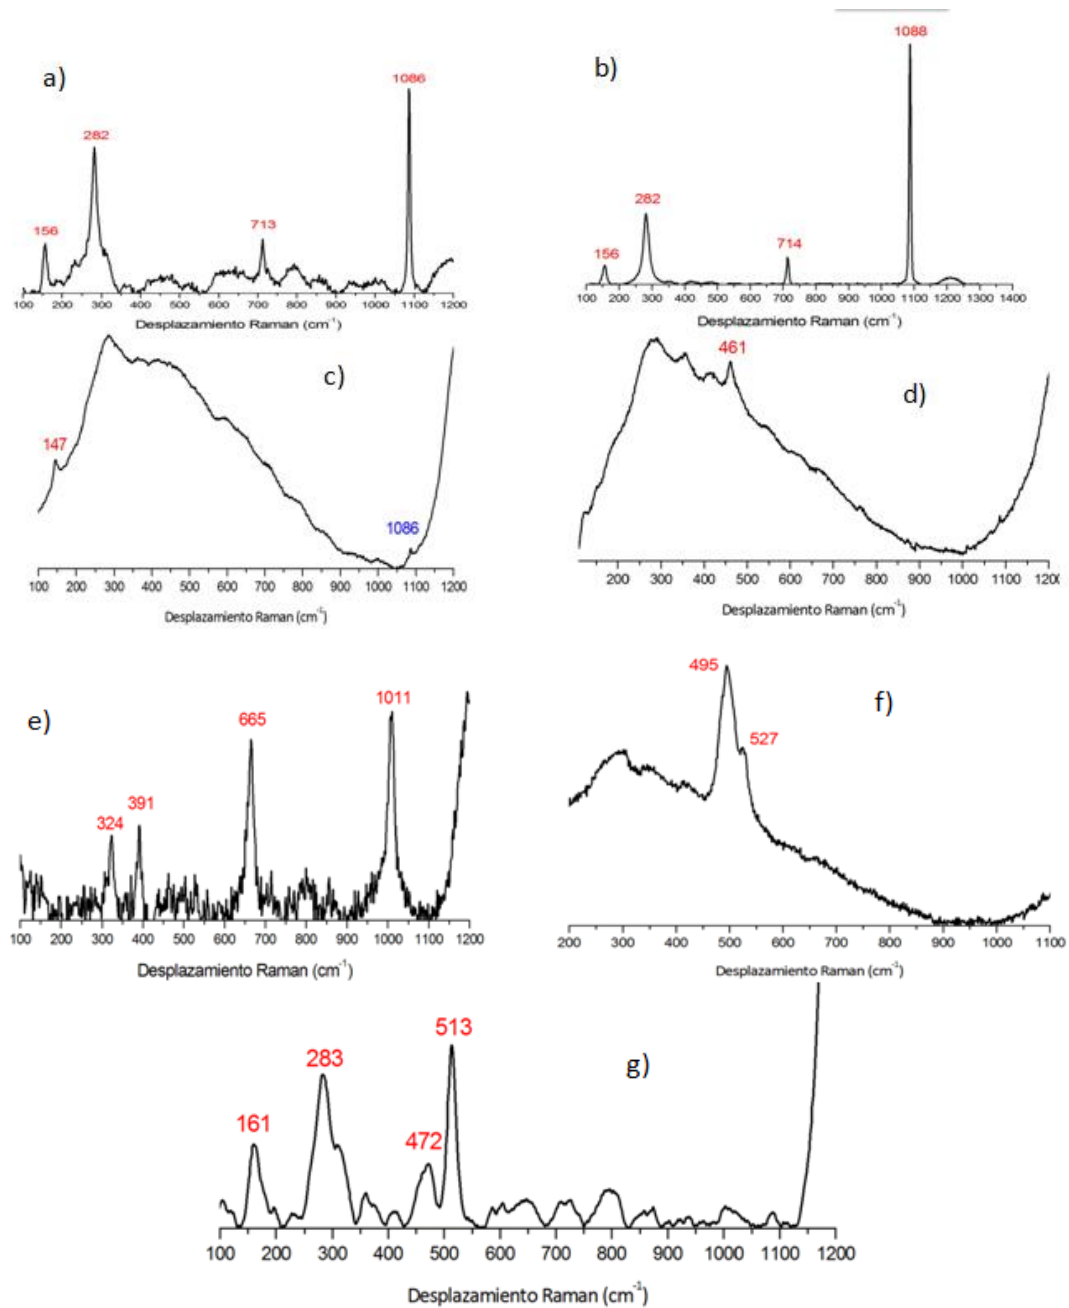 a)
1086
282
156
713
100 200 300 400 500 600 700 800 900 1000 1100 1200
Desplazamiento Raman (cm⁻¹)
b)
1088
282
156
714
100 200 300 400 500 600 700 800 900 1000 1100 1200 1300 1400
Desplazamiento Raman (cm⁻¹)
c)
147
1086
100 200 300 400 500 600 700 800 900 1000 1100 1200
Desplazamiento Raman (cm⁻¹)
461
d)
200 300 400 500 600 700 800 900 1000 1100 120
Desplazamiento Raman (cm⁻¹)
e)
1011
665
391
324
100 200 300 400 500 600 700 800 900 1000 1100 1200
Desplazamiento Raman (cm⁻¹)
495
f)
527
200 300 400 500 600 700 800 900 1000 1100
Desplazamiento Raman (cm⁻¹)
513
283
g)
161
472
100 200 300 400 500 600 700 800 900 1000 1100 1200
Desplazamiento Raman (cm⁻¹)